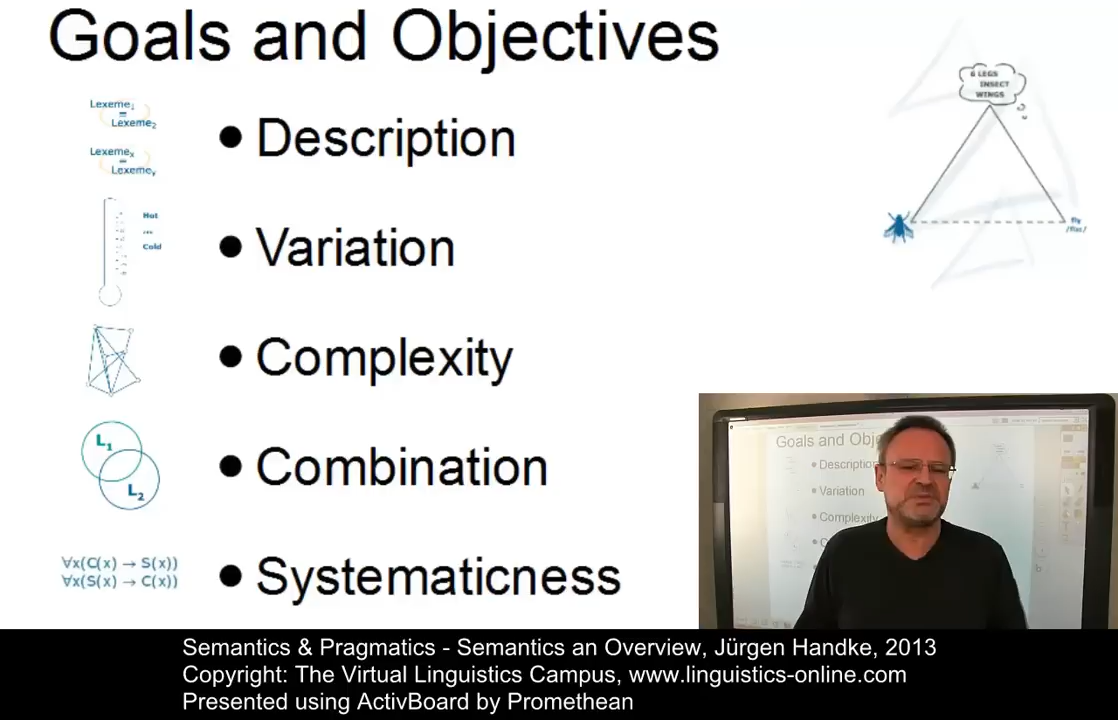 Goals and Objectives
Lexeme₁
=
Lexeme₂
Lexemeₓ
=
Lexemeᵧ
• Description
Hot
...
Cold
• Variation
• Complexity
L₁
L₂
• Combination
∀x(C(x) → S(x))
∀x(S(x) → C(x))
• Systematicness
6 LEGS
INSECT
WINGS
fly
/flaɪ/
Goals and Obje
• Description
• Variation
• Complexity
Semantics & Pragmatics - Semantics an Overview, Jürgen Handke, 2013
Copyright: The Virtual Linguistics Campus, www.linguistics-online.com
Presented using ActivBoard by Promethean